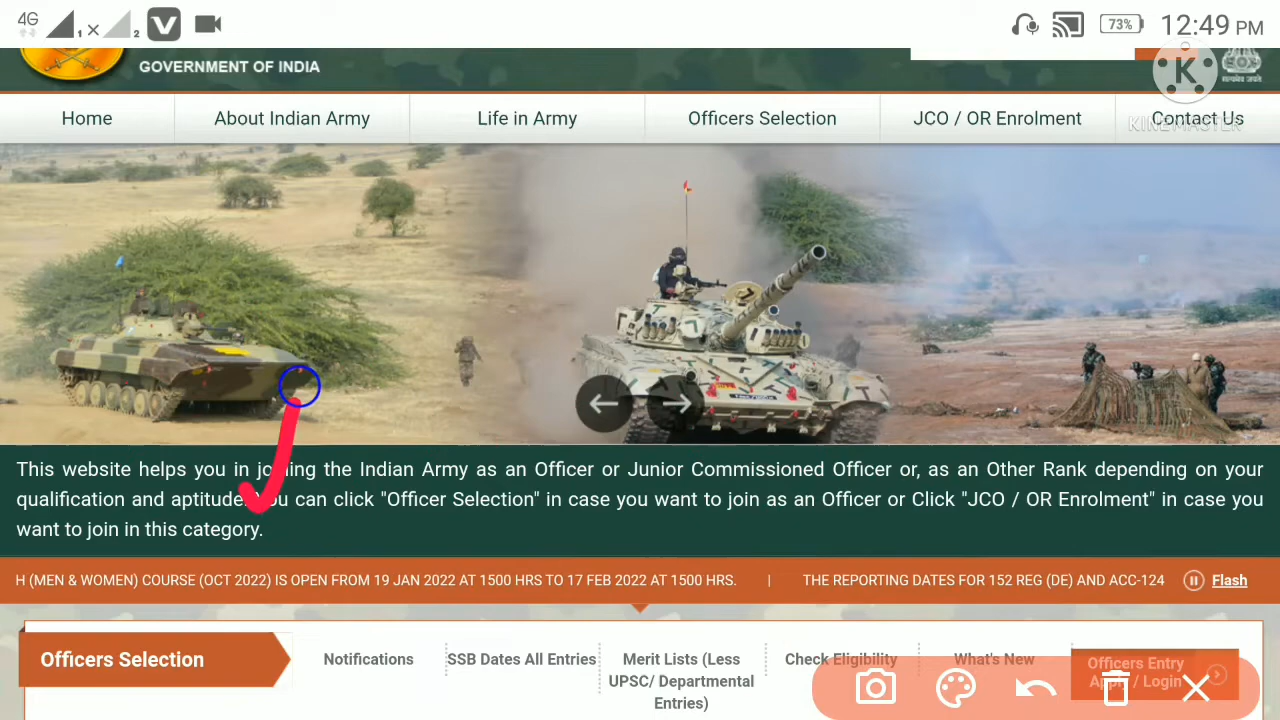 4G
1
x
2
V
73%
12:49 PM
GOVERNMENT OF INDIA
K
KINEMASTER
Home
About Indian Army
Life in Army
Officers Selection
JCO / OR Enrolment
Contact Us
This website helps you in joining the Indian Army as an Officer or Junior Commissioned Officer or, as an Other Rank depending on your
qualification and aptitude. You can click "Officer Selection" in case you want to join as an Officer or Click "JCO / OR Enrolment" in case you
want to join in this category.
H (MEN & WOMEN) COURSE (OCT 2022) IS OPEN FROM 19 JAN 2022 AT 1500 HRS TO 17 FEB 2022 AT 1500 HRS. | THE REPORTING DATES FOR 152 REG (DE) AND ACC-124
Flash
Officers Selection
Notifications
SSB Dates All Entries
Merit Lists (Less
UPSC/ Departmental
Entries)
Check Eligibility
What's New
Officers Entry
Apply / Login